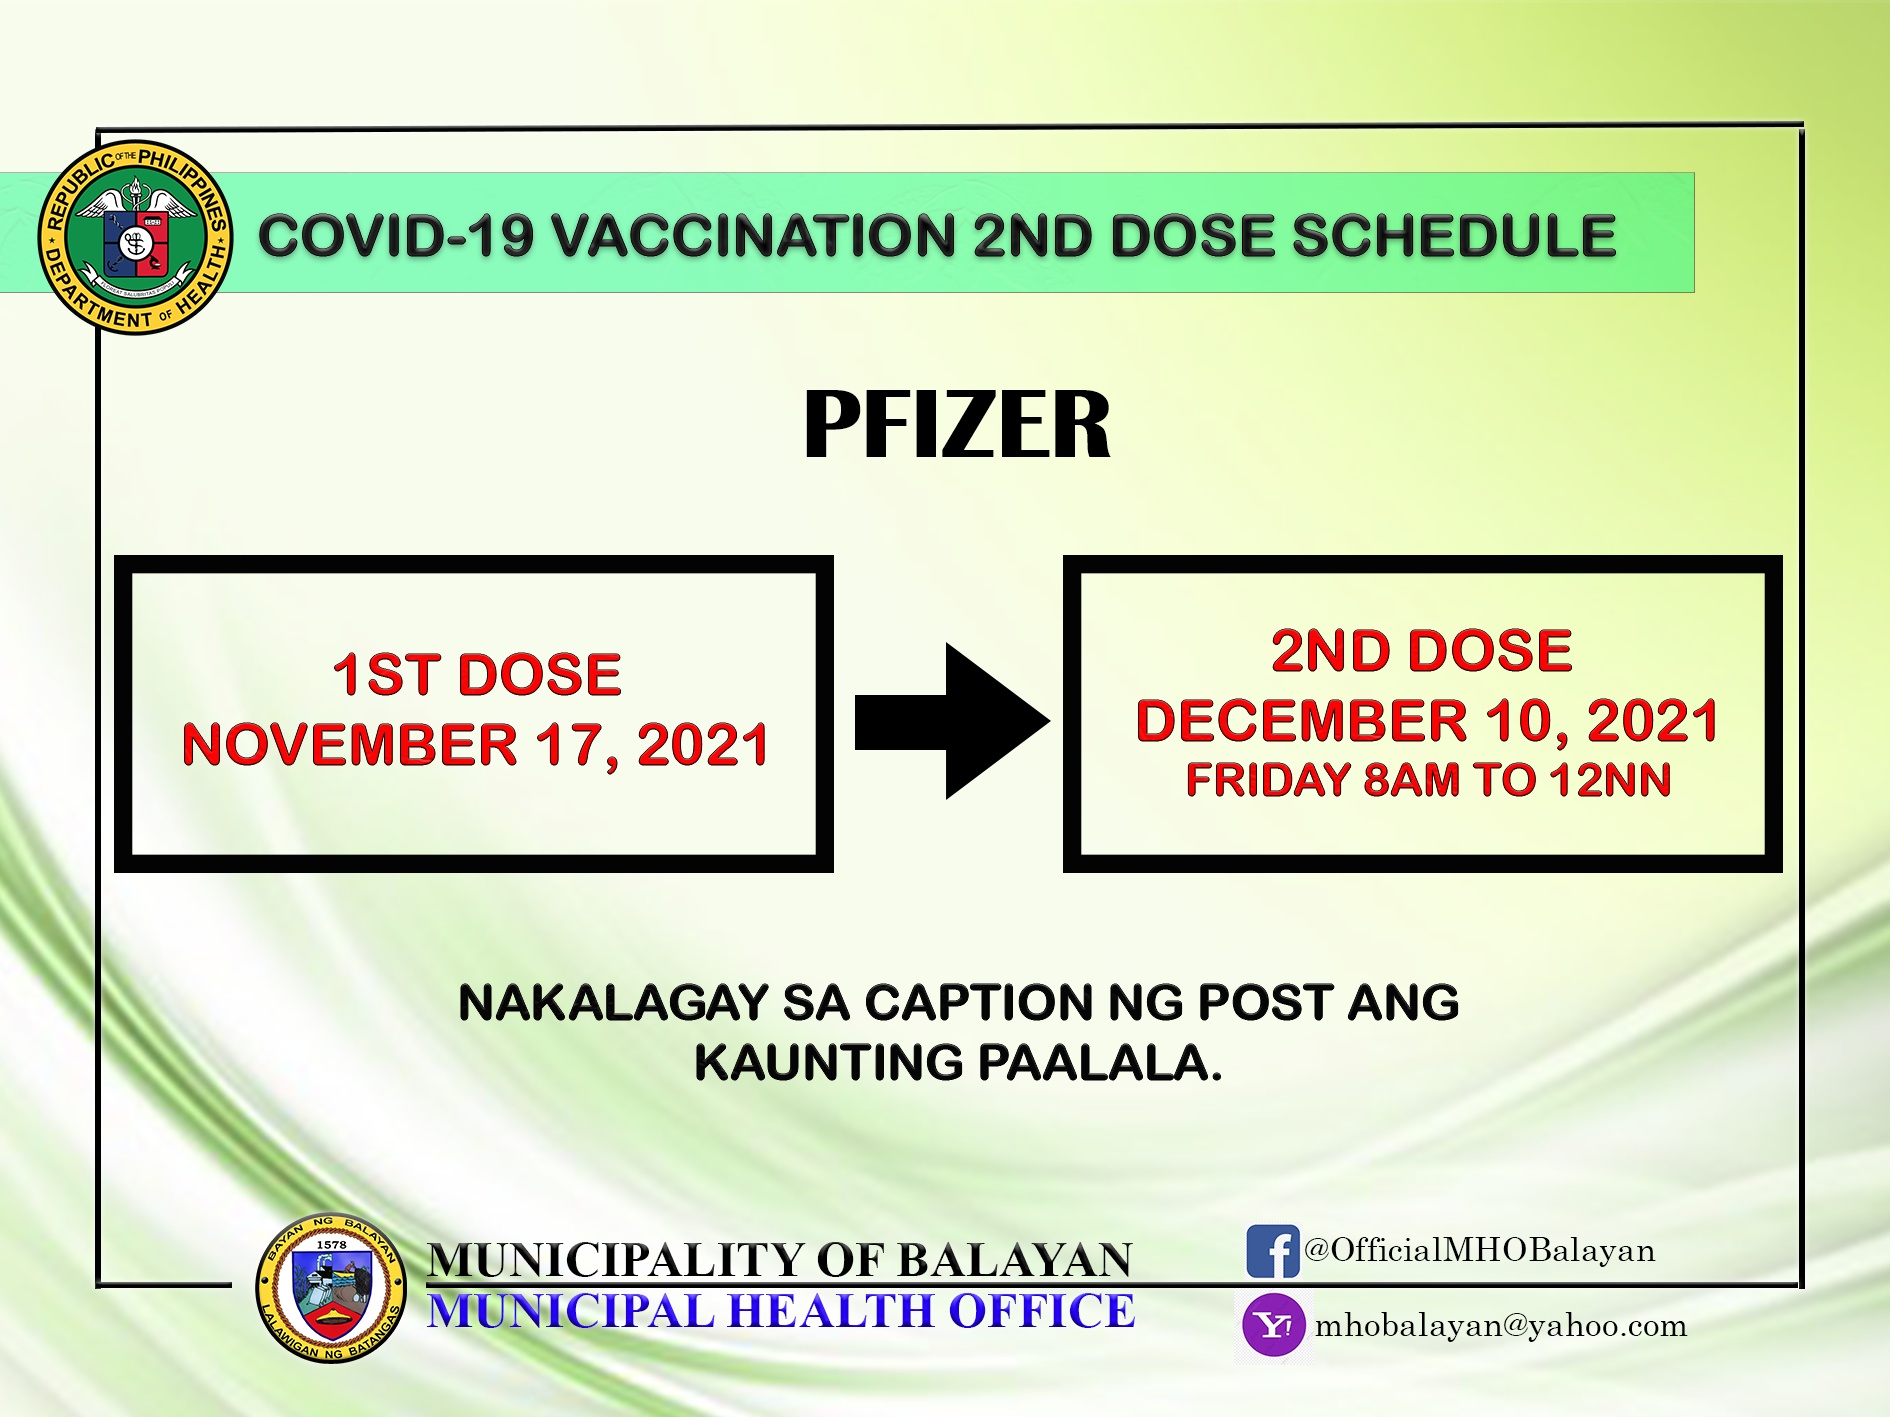 REPUBLIC OF THE PHILIPPINES
DEPARTMENT OF HEALTH
COVID-19 VACCINATION 2ND DOSE SCHEDULE
PFIZER
1ST DOSE
NOVEMBER 17, 2021
2ND DOSE
DECEMBER 10, 2021
FRIDAY 8AM TO 12NN
NAKALAGAY SA CAPTION NG POST ANG
KAUNTING PAALALA.
BAYAN NG BALAYAN
1578
LALAWIGAN NG BATANGAS
MUNICIPALITY OF BALAYAN
MUNICIPAL HEALTH OFFICE
@OfficialMHOBalayan
mhobalayan@yahoo.com